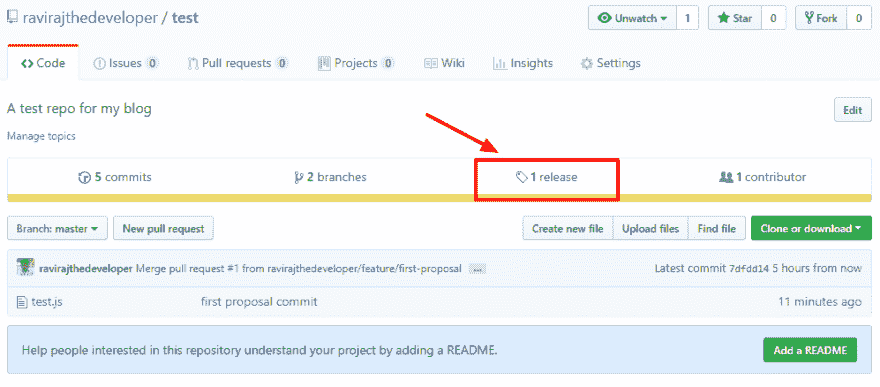 ravirajthedeveloper / test Unwatch 1 Star 0 Fork 0
Code Issues 0 Pull requests 0 Projects 0 Wiki Insights Settings
A test repo for my blog Edit
Manage topics
5 commits 2 branches 1 release 1 contributor
Branch: master New pull request Create new file Upload files Find file Clone or download
ravirajthedeveloper Merge pull request #1 from ravirajthedeveloper/feature/first-proposal ... Latest commit 7dfdd14 5 hours from now
test.js first proposal commit 11 minutes ago
Help people interested in this repository understand your project by adding a README. Add a README